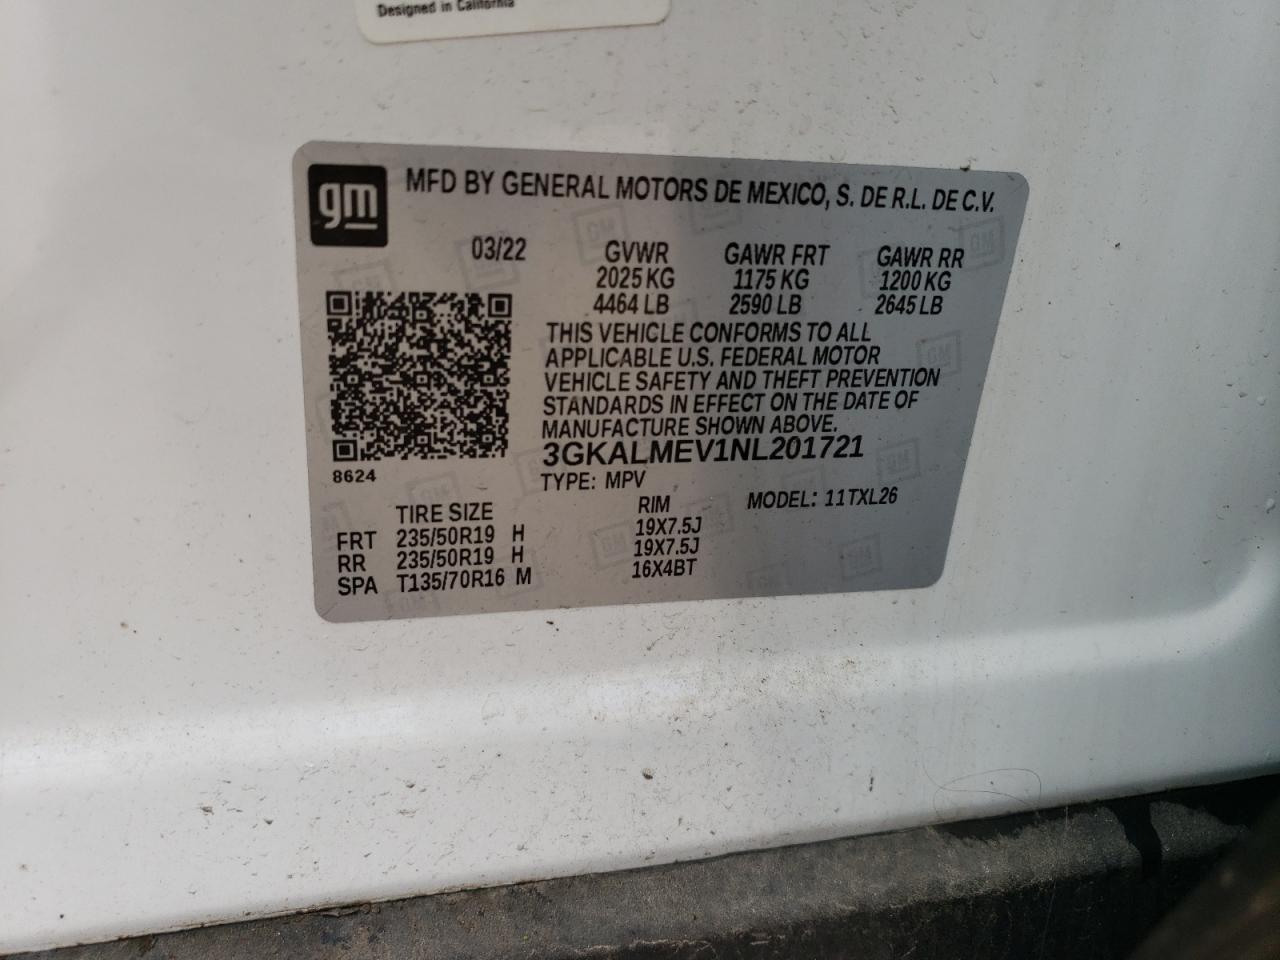 Designed in California
gm
MFD BY GENERAL MOTORS DE MEXICO, S. DE R.L. DE C.V.
03/22 GVWR GAWR FRT GAWR RR
2025 KG 1175 KG 1200 KG
4464 LB 2590 LB 2645 LB
THIS VEHICLE CONFORMS TO ALL
APPLICABLE U.S. FEDERAL MOTOR
VEHICLE SAFETY AND THEFT PREVENTION
STANDARDS IN EFFECT ON THE DATE OF
MANUFACTURE SHOWN ABOVE.
3GKALMEV1NL201721
8624
TYPE: MPV MODEL: 11TXL26
TIRE SIZE RIM
FRT 235/50R19 H 19X7.5J
RR 235/50R19 H 19X7.5J
SPA T135/70R16 M 16X4BT